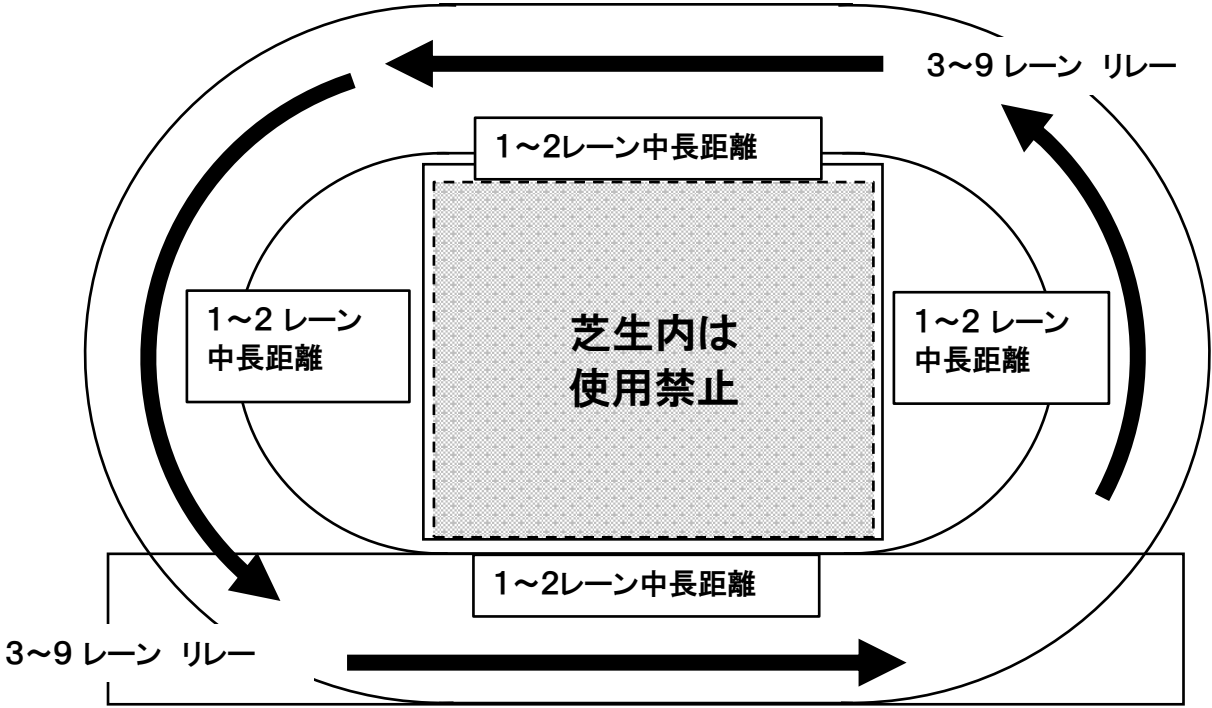 3～9 レーン リレー
1～2レーン中長距離
1～2 レーン
中長距離
芝生内は
使用禁止
1～2 レーン
中長距離
1～2レーン中長距離
3～9 レーン リレー